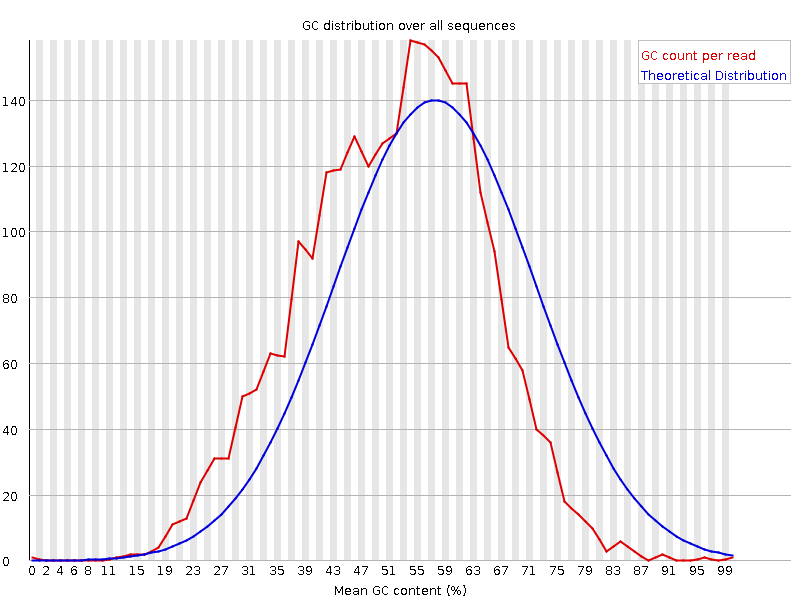 GC distribution over all sequences
GC count per read
Theoretical Distribution
140
120
100
80
60
40
20
0
0 2 4 6 8 11 15 19 23 27 31 35 39 43 47 51 55 59 63 67 71 75 79 83 87 91 95 99
Mean GC content (%)